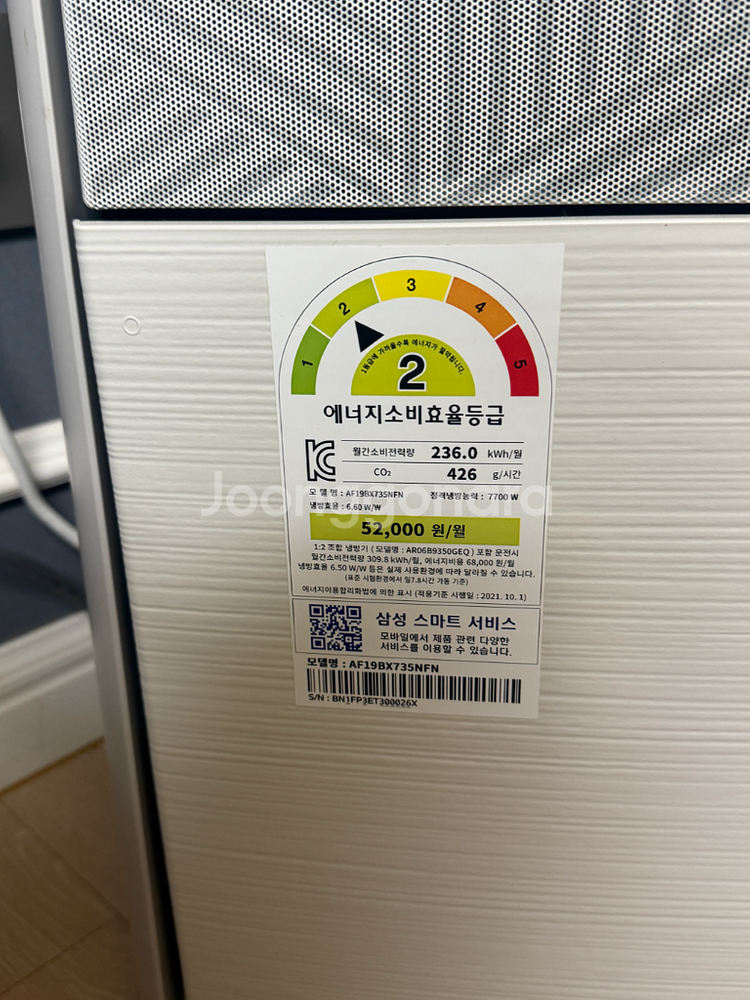 1 2 3 4 5
1등급에 가까울수록 에너지가 절약됩니다.
2
에너지소비효율등급
월간소비전력량 236.0 kWh/월
CO₂ 426 g/시간
모 델 명 : AF19BX735NFN 정격냉방능력 : 7700 W
냉방효율 : 6.60 W/W
Joonggonara
52,000 원/월
1:2 조합 냉방기 ( 모델명 : AR06B9350GEQ ) 포함 운전시
월간소비전력량 309.8 kWh/월, 에너지비용 68,000 원/월
냉방효율 6.50 W/W 등은 실제 사용환경에 따라 달라질 수 있습니다.
(표준 시험환경에서 일7.8시간 가동 기준)
에너지이용합리화법에 의한 표시 (적용기준 시행일 : 2021. 10. 1)
삼성 스마트 서비스
모바일에서 제품 관련 다양한
서비스를 이용할 수 있습니다.
모델명 : AF19BX735NFN
S/N : BN1FP3ET300026X